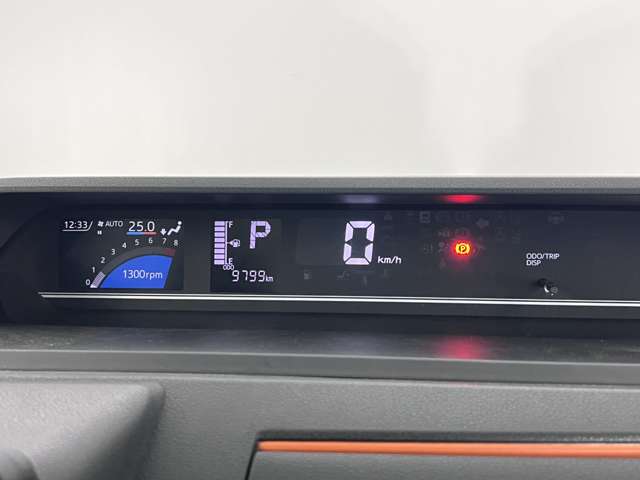 12:33 AUTO 25.0
0 1 2 3 4 5 6 7 8
1300rpm
F
E
P
ODO
9799km
0 km/h
P
ODO/TRIP
DISP